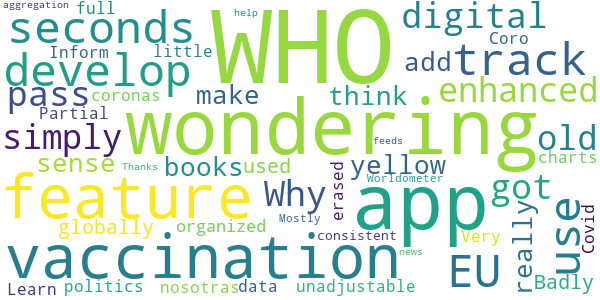 aggregation full help
seconds WHO digital
Inform little add track Coro
develop
pass coronas make think enhanced
Partial
simply wondering old
sense books used feeds charts
Thanks yellow Worldometer
feature Why erased app got
globally organized Mostly really use Covid
consistent Very
vaccination news EU Badly
Learn politics nosotras data unadjustable